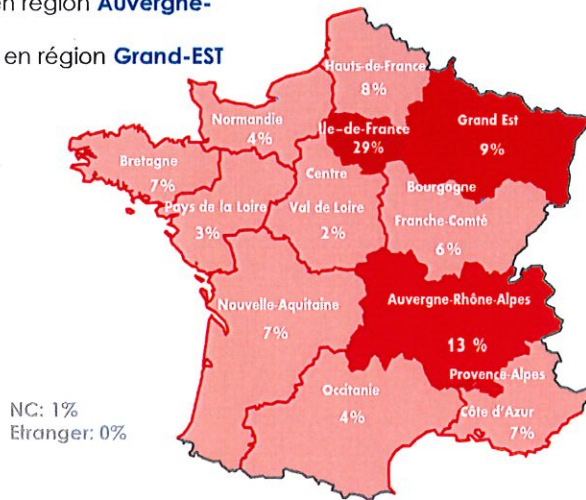 en région Auvergne-
en région Grand-EST
Hauts-de-France
8%
Normandie
4%
Ile-de-France
29%
Grand Est
9%
Bretagne
7%
Centre
Val de Loire
2%
Bourgogne
Franche-Comté
6%
Pays de la Loire
3%
Nouvelle-Aquitaine
7%
Auvergne-Rhône-Alpes
13 %
Provence-Alpes
Côte d'Azur
7%
Occitanie
4%
NC: 1%
Etranger: 0%